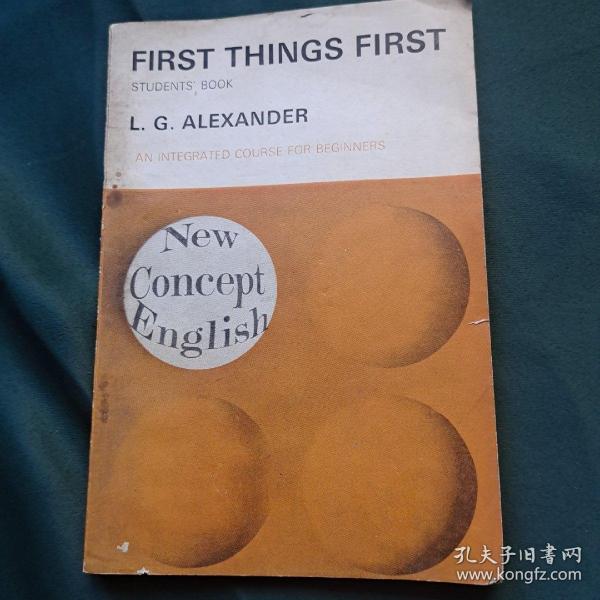 FIRST THINGS FIRST
STUDENTS' BOOK
L. G. ALEXANDER
AN INTEGRATED COURSE FOR BEGINNERS
New
Concept
English
孔夫子旧书网
www.kongfz.com